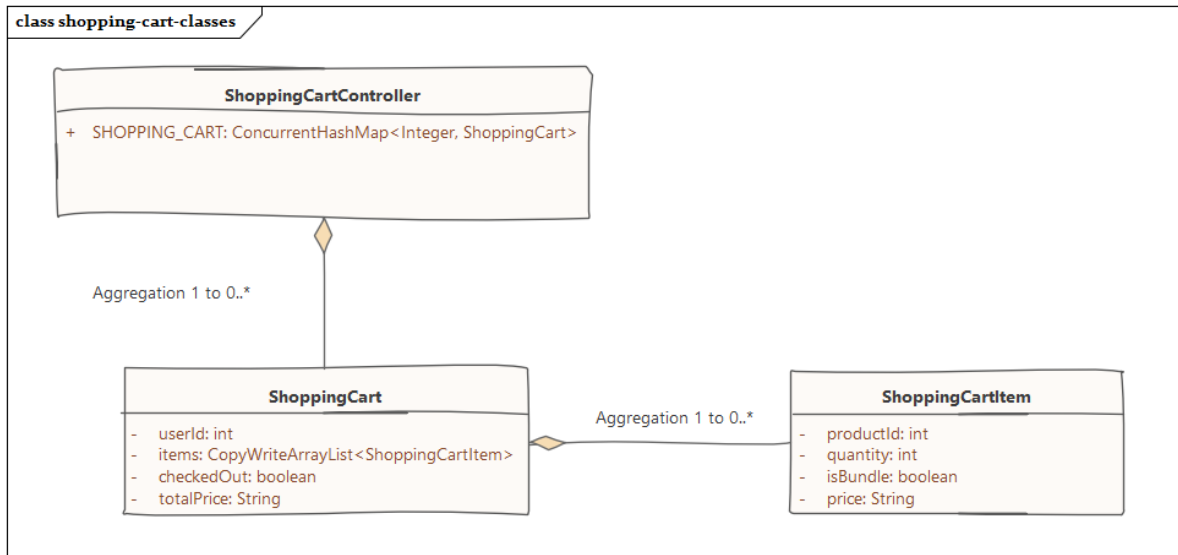 class shopping-cart-classes
ShoppingCartController
+ SHOPPING_CART: ConcurrentHashMap<Integer, ShoppingCart>
Aggregation 1 to 0..*
ShoppingCart
- userId: int
- items: CopyWriteArrayList<ShoppingCartItem>
- checkedOut: boolean
- totalPrice: String
Aggregation 1 to 0..*
ShoppingCartItem
- productId: int
- quantity: int
- isBundle: boolean
- price: String